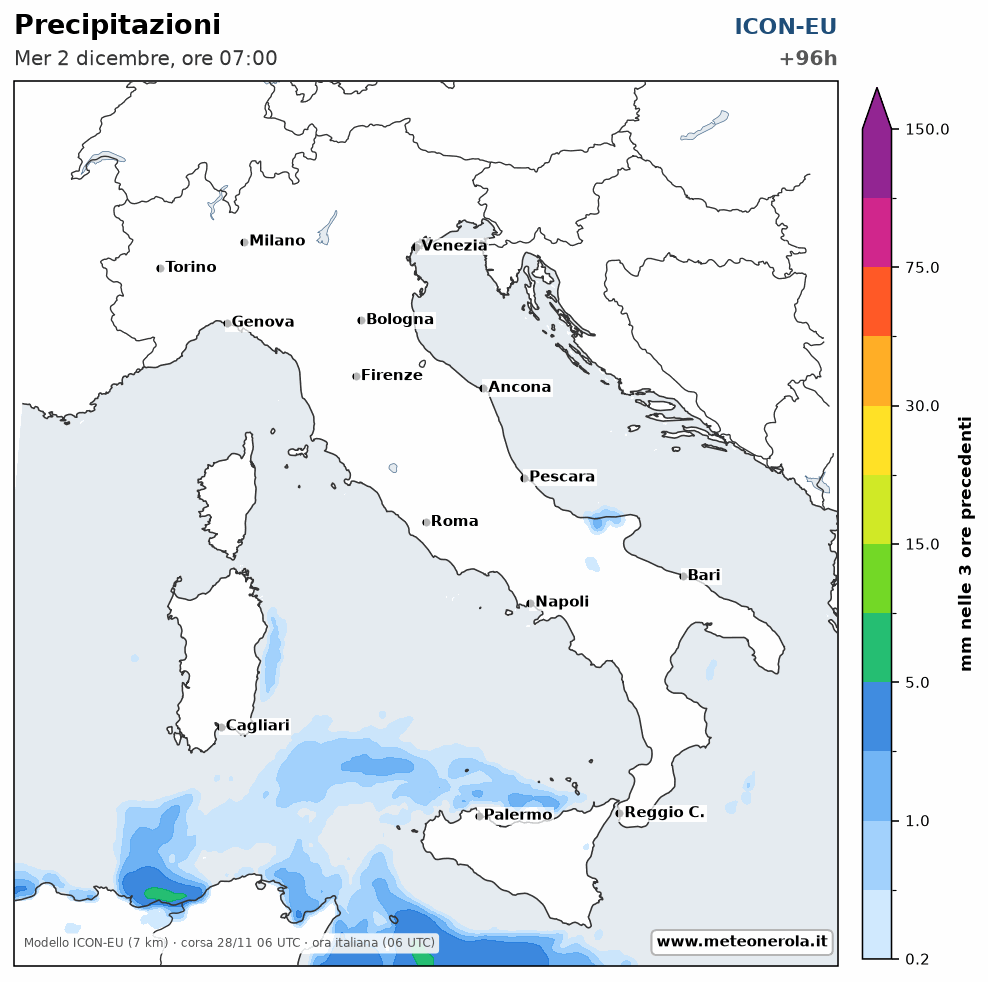 Precipitazioni
ICON-EU
Mer 2 dicembre, ore 07:00
+96h
Milano
Venezia
Torino
Genova
Bologna
Firenze
Ancona
Pescara
Roma
Bari
Napoli
Cagliari
Palermo
Reggio C.
Modello ICON-EU (7 km) · corsa 28/11 06 UTC · ora italiana (06 UTC)
www.meteonerola.it
150.0
75.0
30.0
15.0
5.0
1.0
0.2
mm nelle 3 ore precedenti